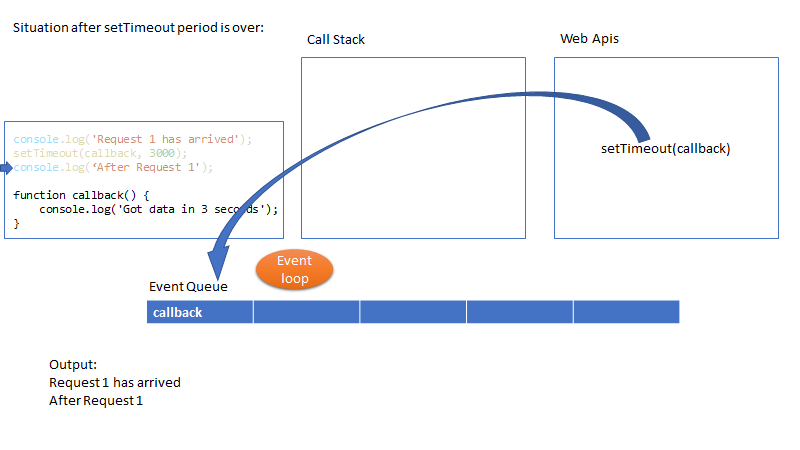 Situation after setTimeout period is over:
Call Stack
Web Apis
console.log('Request 1 has arrived');
setTimeout(callback, 3000);
console.log(‘After Request 1');
function callback() {
console.log('Got data in 3 seconds');
}
setTimeout(callback)
Event
loop
Event Queue
callback
Output:
Request 1 has arrived
After Request 1